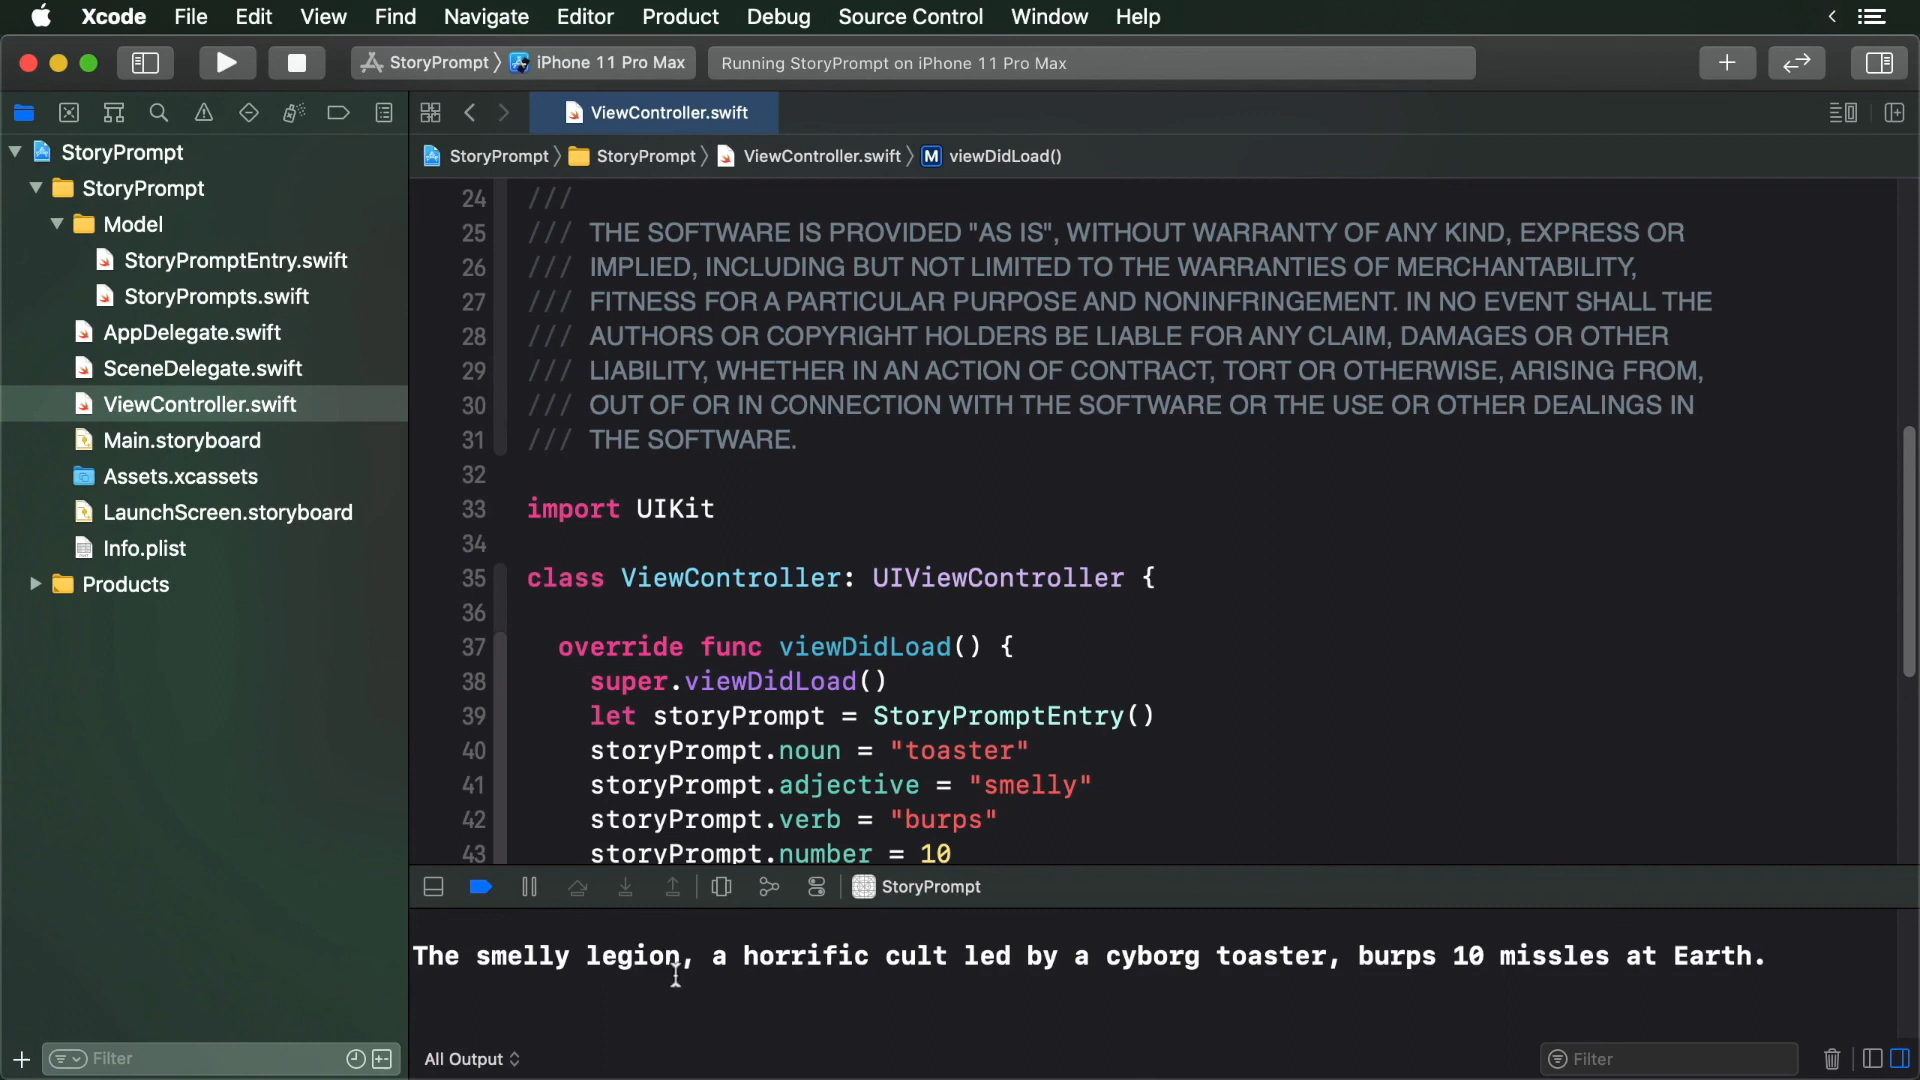 Xcode File Edit View Find Navigate Editor Product Debug Source Control Window Help
StoryPrompt iPhone 11 Pro Max Running StoryPrompt on iPhone 11 Pro Max
ViewController.swift
StoryPrompt StoryPrompt ViewController.swift M viewDidLoad()
StoryPrompt
StoryPrompt
Model
StoryPromptEntry.swift
StoryPrompts.swift
AppDelegate.swift
SceneDelegate.swift
ViewController.swift
Main.storyboard
Assets.xcassets
LaunchScreen.storyboard
Info.plist
Products
24 ///
25 /// THE SOFTWARE IS PROVIDED "AS IS", WITHOUT WARRANTY OF ANY KIND, EXPRESS OR
26 /// IMPLIED, INCLUDING BUT NOT LIMITED TO THE WARRANTIES OF MERCHANTABILITY,
27 /// FITNESS FOR A PARTICULAR PURPOSE AND NONINFRINGEMENT. IN NO EVENT SHALL THE
28 /// AUTHORS OR COPYRIGHT HOLDERS BE LIABLE FOR ANY CLAIM, DAMAGES OR OTHER
29 /// LIABILITY, WHETHER IN AN ACTION OF CONTRACT, TORT OR OTHERWISE, ARISING FROM,
30 /// OUT OF OR IN CONNECTION WITH THE SOFTWARE OR THE USE OR OTHER DEALINGS IN
31 /// THE SOFTWARE.
32
33 import UIKit
34
35 class ViewController: UIViewController {
36
37 override func viewDidLoad() {
38 super.viewDidLoad()
39 let storyPrompt = StoryPromptEntry()
40 storyPrompt.noun = "toaster"
41 storyPrompt.adjective = "smelly"
42 storyPrompt.verb = "burps"
43 storyPrompt.number = 10
StoryPrompt
The smelly legion, a horrific cult led by a cyborg toaster, burps 10 missles at Earth.
Filter All Output Filter